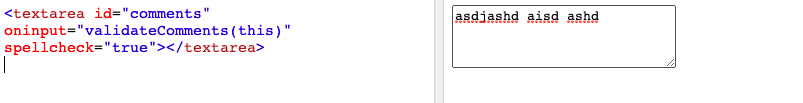 <textarea id="comments"
oninput="validateComments(this)"
spellcheck="true"></textarea>
asdjashd aisd ashd